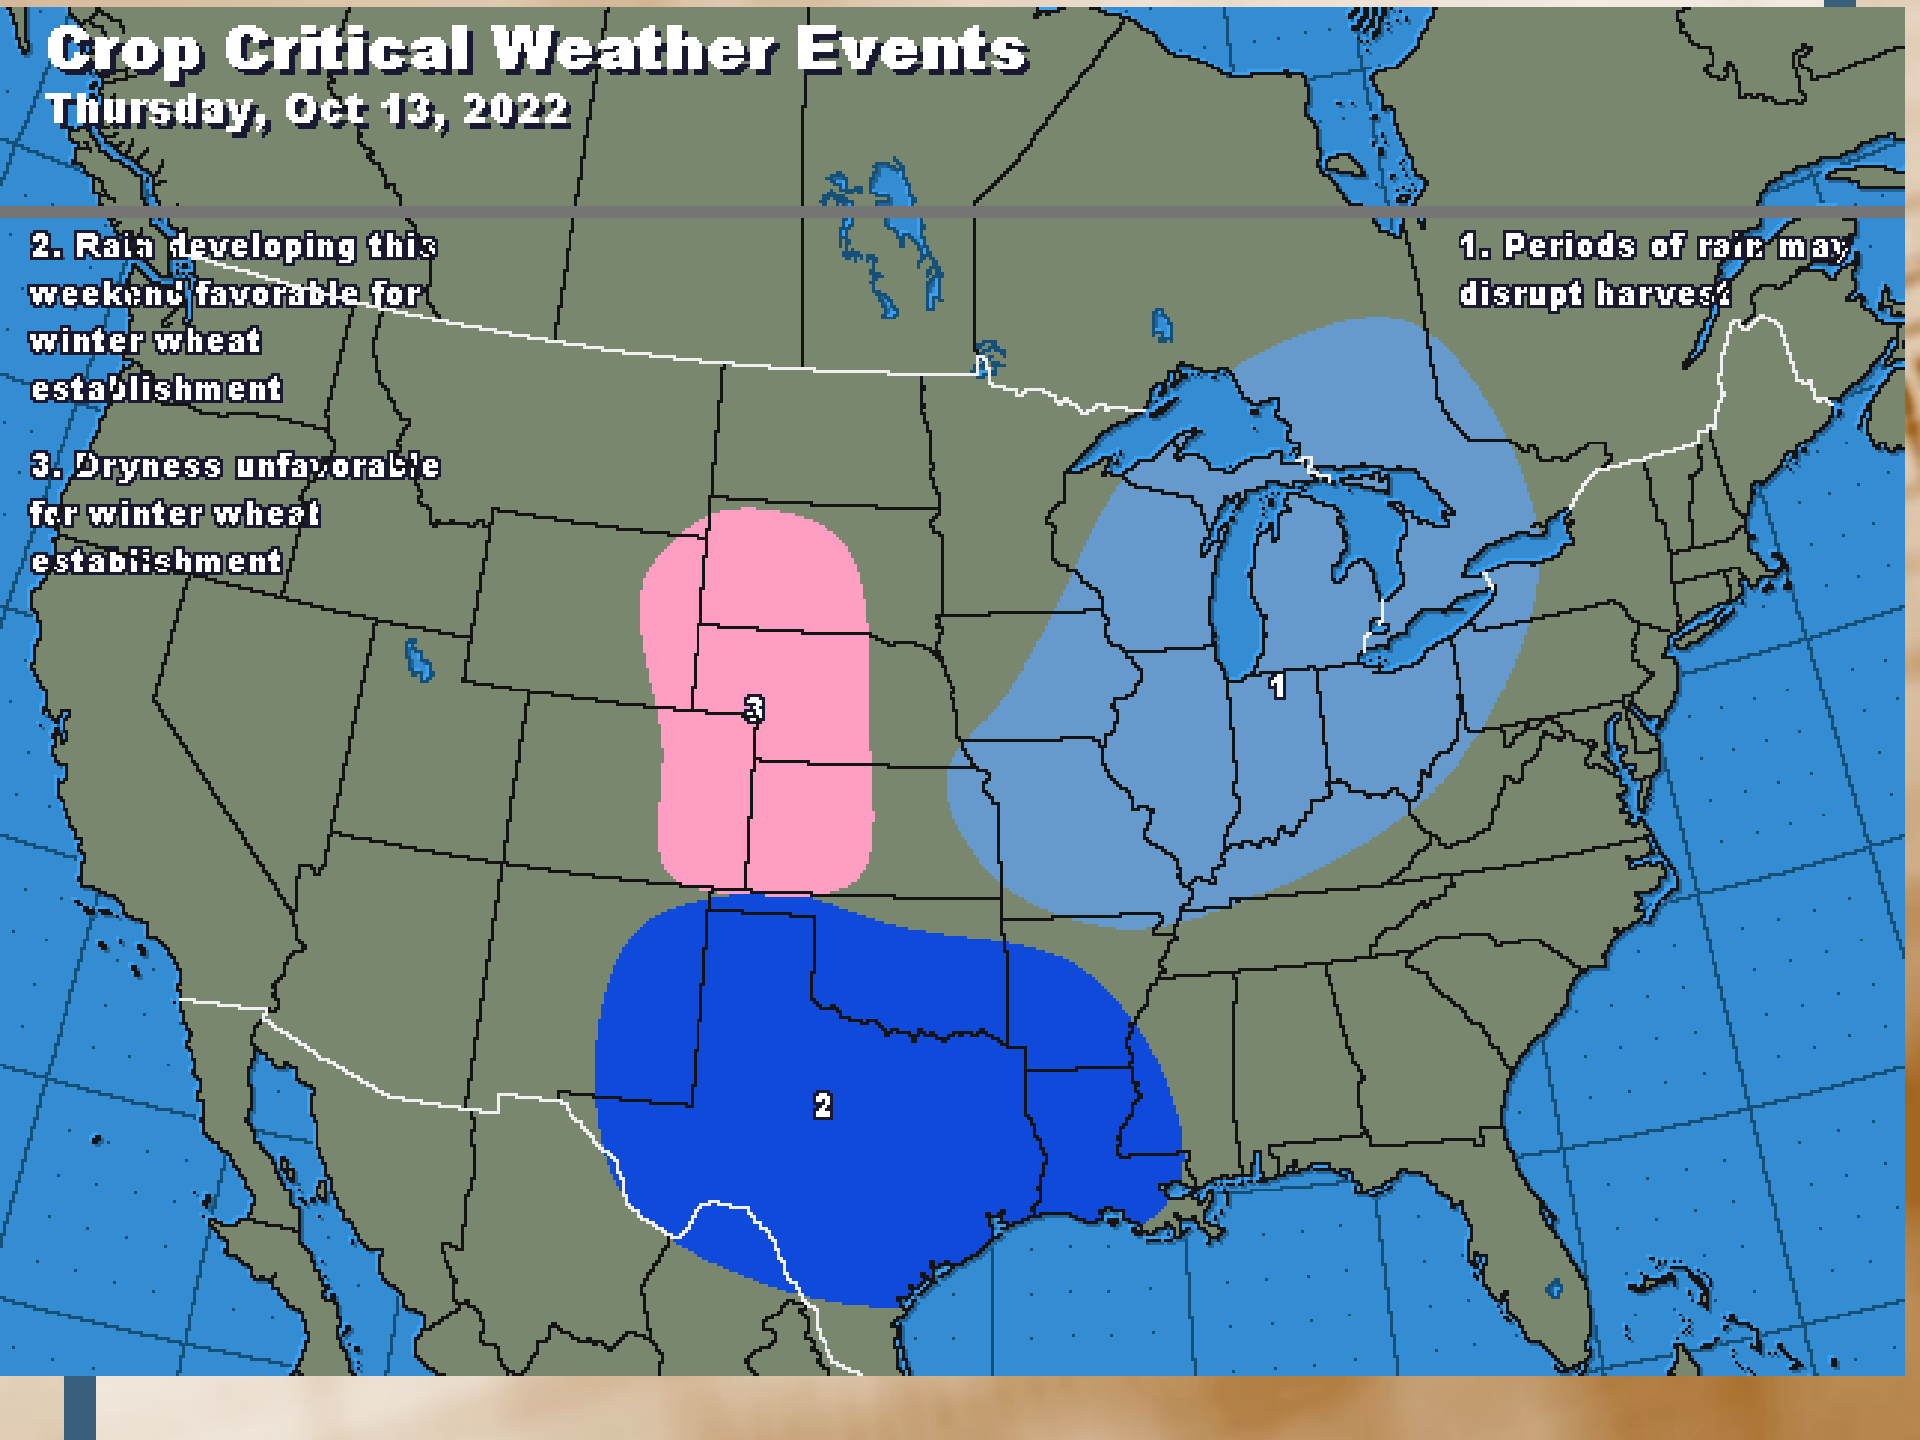 Crop Critical Weather Events
Thursday, Oct 13, 2022
2. Rain developing this
weekend favorable for
winter wheat
establishment
3. Dryness unfavorable
for winter wheat
establishment
1. Periods of rain may
disrupt harvest
1
3
2